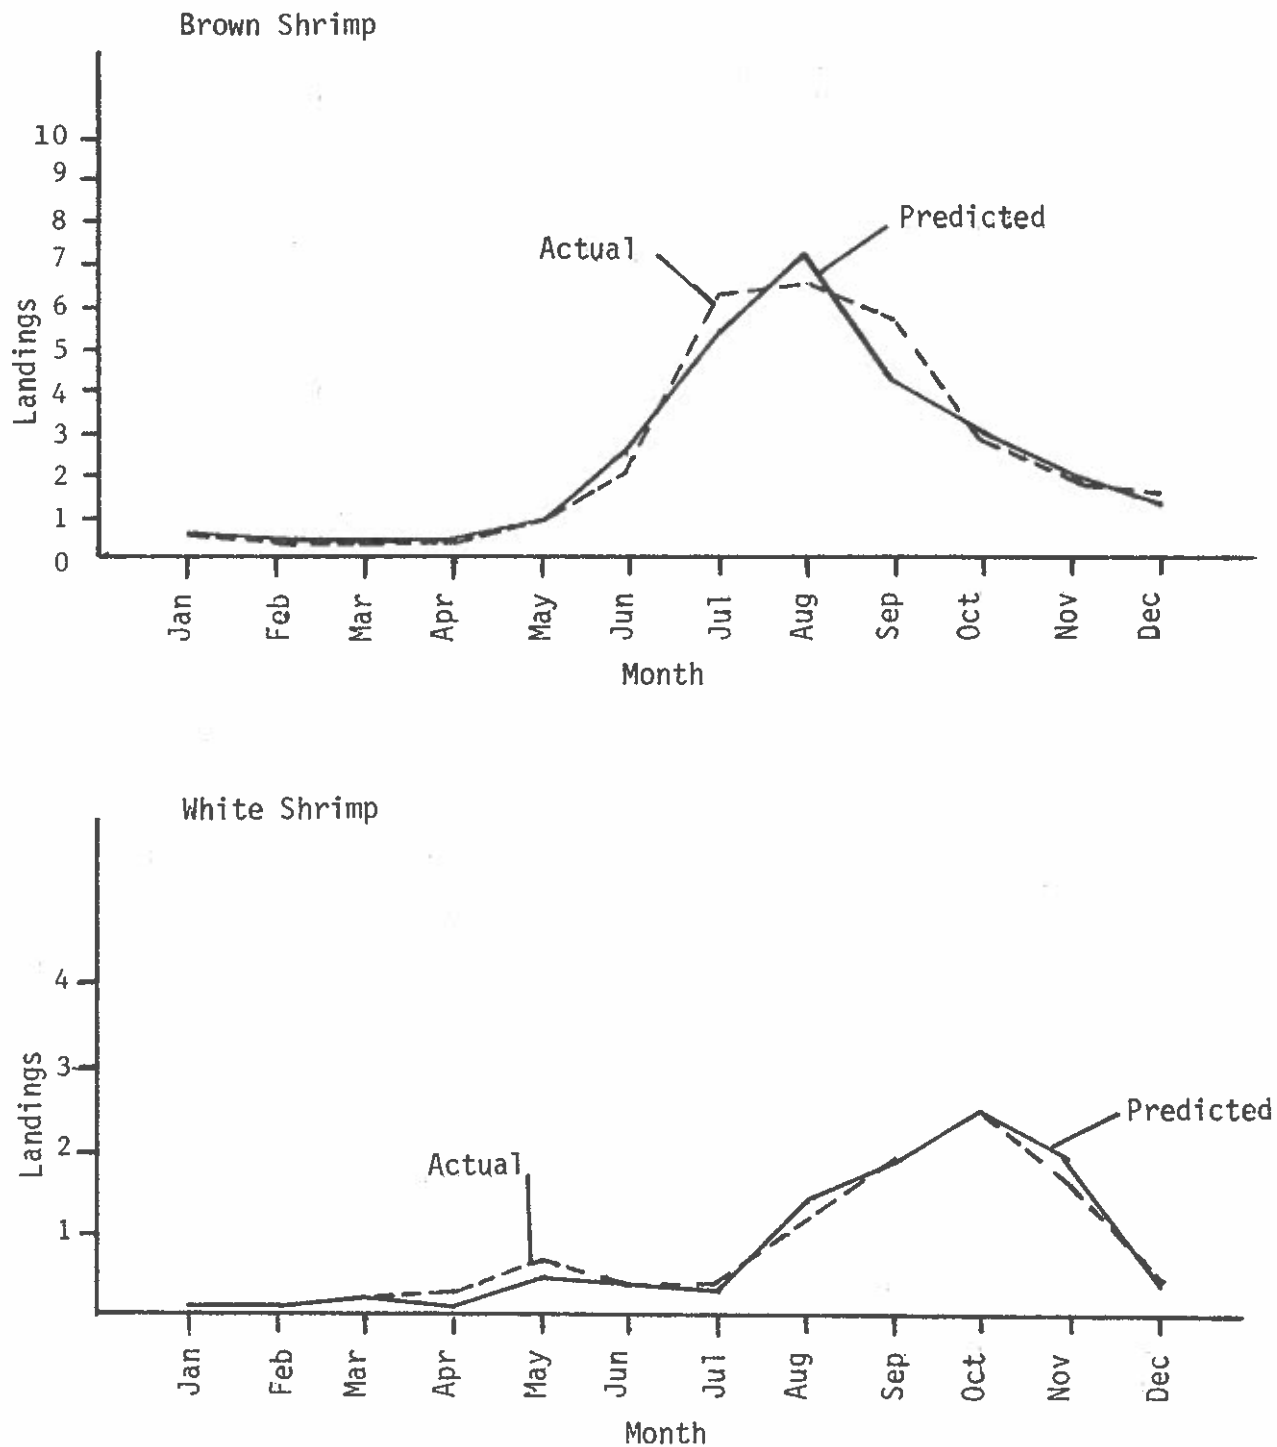 Brown Shrimp
10
9
8
7
6
5
4
3
2
1
0
Landings
Actual
Predicted
Jan
Feb
Mar
Apr
May
Jun
Jul
Aug
Sep
Oct
Nov
Dec
Month
White Shrimp
4
3
2
1
Landings
Actual
Predicted
Jan
Feb
Mar
Apr
May
Jun
Jul
Aug
Sep
Oct
Nov
Dec
Month